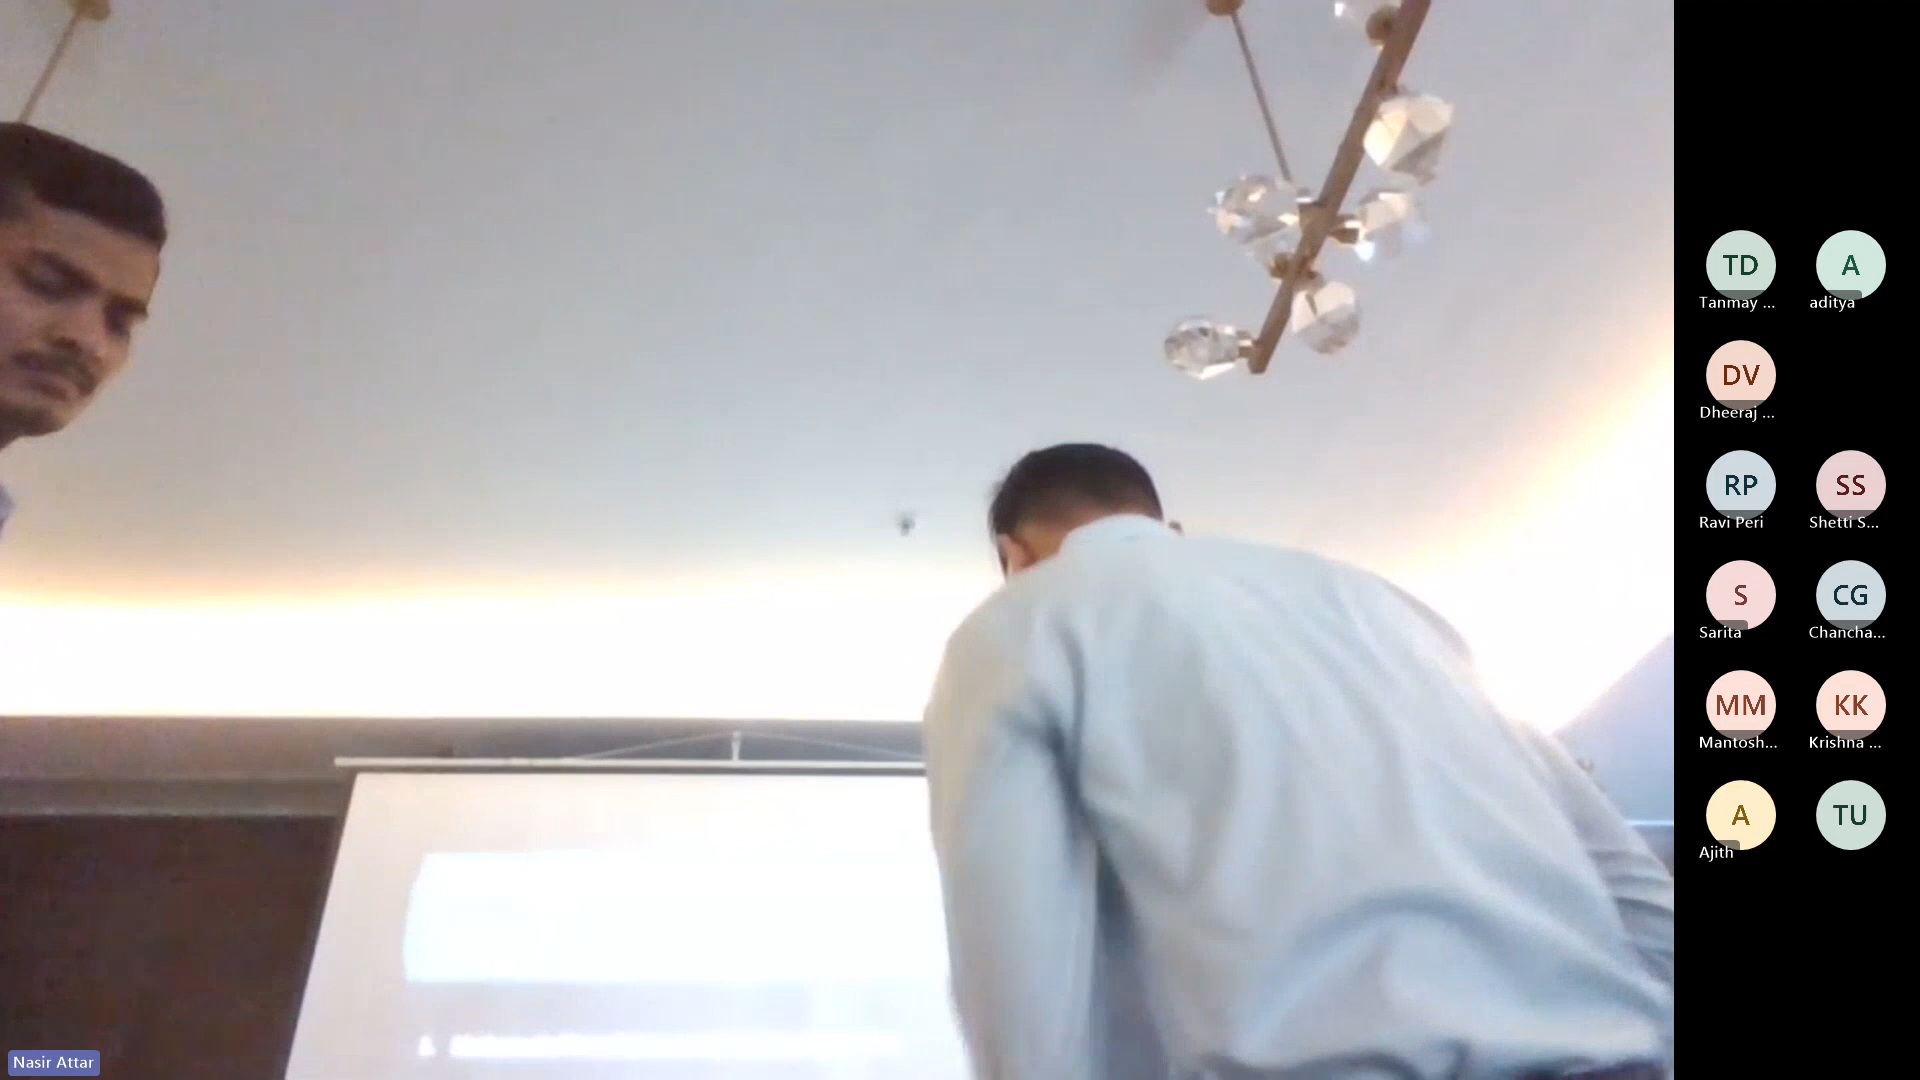 TD
A
Tanmay ...
aditya
DV
Dheeraj ...
RP
SS
Ravi Peri
Shetti S...
S
CG
Sarita
Chancha...
MM
KK
Mantosh...
Krishna ...
A
TU
Ajith
Nasir Attar